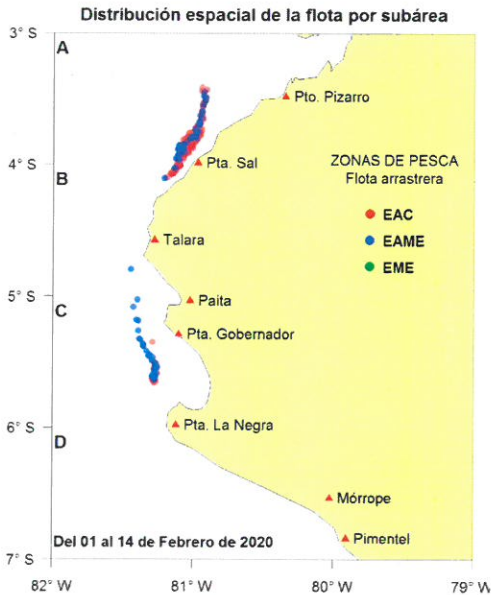 Distribución espacial de la flota por subárea
3° S
A
Pto. Pizarro
4° S
Pta. Sal
ZONAS DE PESCA
B
Flota arrastrera
EAC
Talara
EAME
EME
5° S
Paita
C
Pta. Gobernador
6° S
Pta. La Negra
D
Mórrope
Del 01 al 14 de Febrero de 2020
Pimentel
7° S
82° W
81° W
80° W
79° W